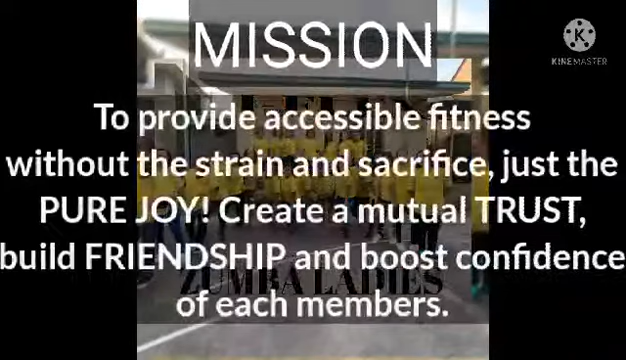 MISSION
K
KINEMASTER
To provide accessible fitness
without the strain and sacrifice, just the
PURE JOY! Create a mutual TRUST,
build FRIENDSHIP and boost confidence
ZUMBA LADIES
of each members.